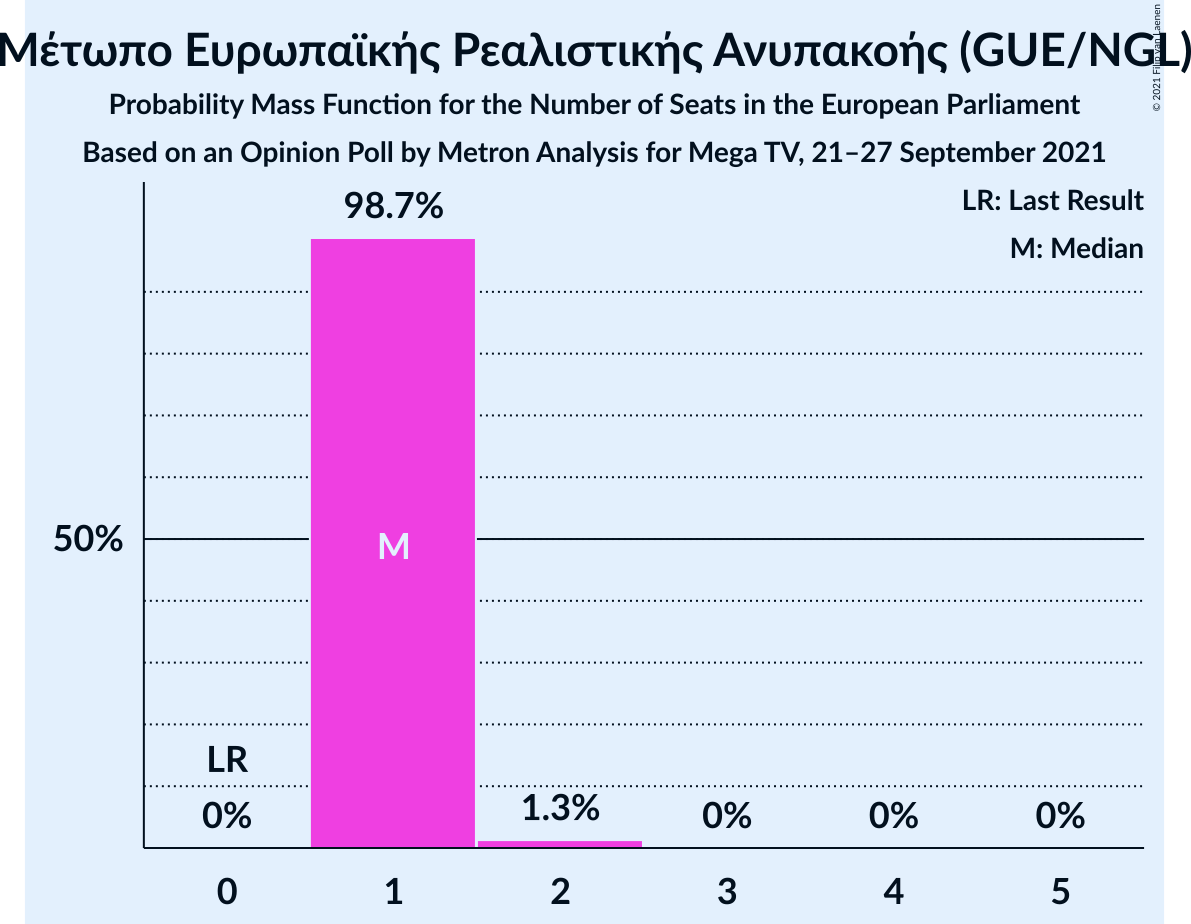 Μέτωπο Ευρωπαϊκής Ρεαλιστικής Ανυπακοής (GUE/NGL)
© 2021 Filip van Laenen
Probability Mass Function for the Number of Seats in the European Parliament
Based on an Opinion Poll by Metron Analysis for Mega TV, 21–27 September 2021
LR: Last Result
M: Median
98.7%
50%
M
LR
0%
1.3%
0%
0%
0%
0 1 2 3 4 5